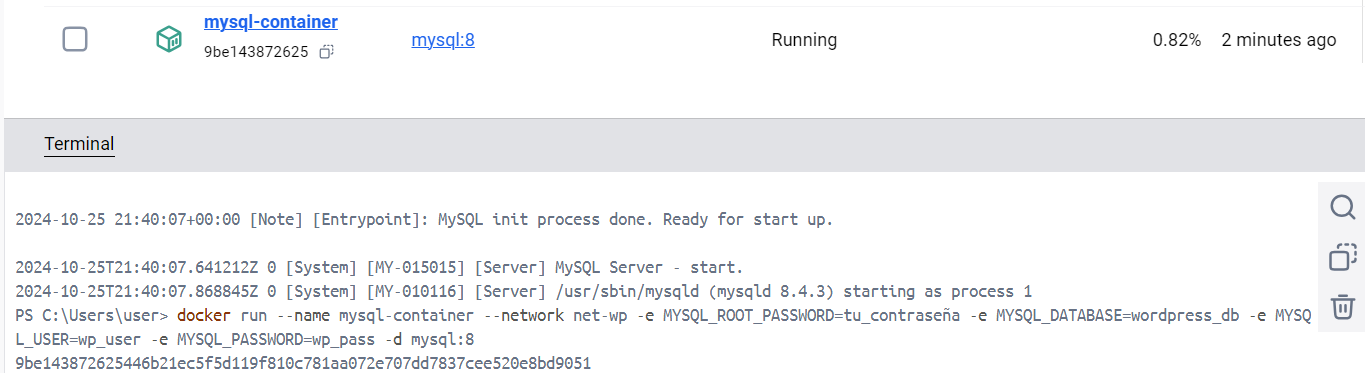 mysql-container
9be143872625
mysql:8
Running
0.82%
2 minutes ago
Terminal
2024-10-25 21:40:07+00:00 [Note] [Entrypoint]: MySQL init process done. Ready for start up.
2024-10-25T21:40:07.641212Z 0 [System] [MY-015015] [Server] MySQL Server - start.
2024-10-25T21:40:07.868845Z 0 [System] [MY-010116] [Server] /usr/sbin/mysqld (mysqld 8.4.3) starting as process 1
PS C:\Users\user> docker run --name mysql-container --network net-wp -e MYSQL_ROOT_PASSWORD=tu_contraseña -e MYSQL_DATABASE=wordpress_db -e MYSQ
L_USER=wp_user -e MYSQL_PASSWORD=wp_pass -d mysql:8
9be143872625446b21ec5f5d119f810c781aa072e707dd7837cee520e8bd9051